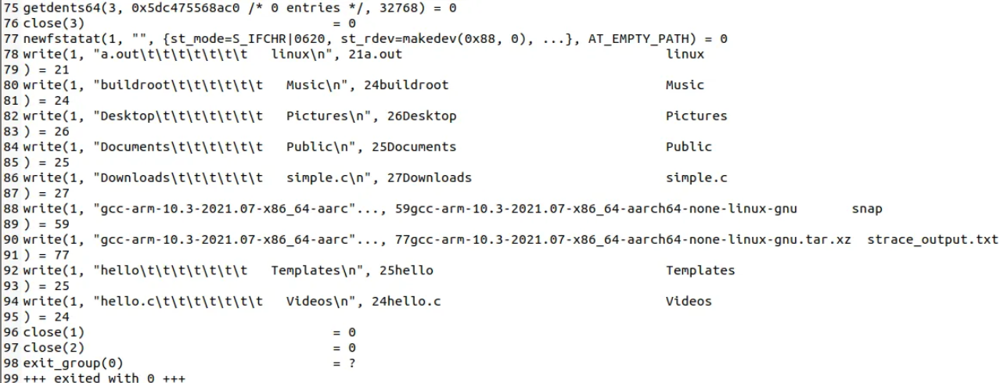 75 getdents64(3, 0x5dc475568ac0 /* 0 entries */, 32768) = 0
76 close(3)                                = 0
77 newfstatat(1, "", {st_mode=S_IFCHR|0620, st_rdev=makedev(0x88, 0), ...}, AT_EMPTY_PATH) = 0
78 write(1, "a.out\t\t\t\t\t\t\t   linux\n", 21a.out                                  linux
79 ) = 21
80 write(1, "buildroot\t\t\t\t\t\t   Music\n", 24buildroot                            Music
81 ) = 24
82 write(1, "Desktop\t\t\t\t\t\t\t   Pictures\n", 26Desktop                           Pictures
83 ) = 26
84 write(1, "Documents\t\t\t\t\t\t   Public\n", 25Documents                           Public
85 ) = 25
86 write(1, "Downloads\t\t\t\t\t\t   simple.c\n", 27Downloads                         simple.c
87 ) = 27
88 write(1, "gcc-arm-10.3-2021.07-x86_64-aarc"..., 59gcc-arm-10.3-2021.07-x86_64-aarch64-none-linux-gnu       snap
89 ) = 59
90 write(1, "gcc-arm-10.3-2021.07-x86_64-aarc"..., 77gcc-arm-10.3-2021.07-x86_64-aarch64-none-linux-gnu.tar.xz  strace_output.txt
91 ) = 77
92 write(1, "hello\t\t\t\t\t\t\t   Templates\n", 25hello                              Templates
93 ) = 25
94 write(1, "hello.c\t\t\t\t\t\t\t   Videos\n", 24hello.c                             Videos
95 ) = 24
96 close(1)                                = 0
97 close(2)                                = 0
98 exit_group(0)                           = ?
99 +++ exited with 0 +++